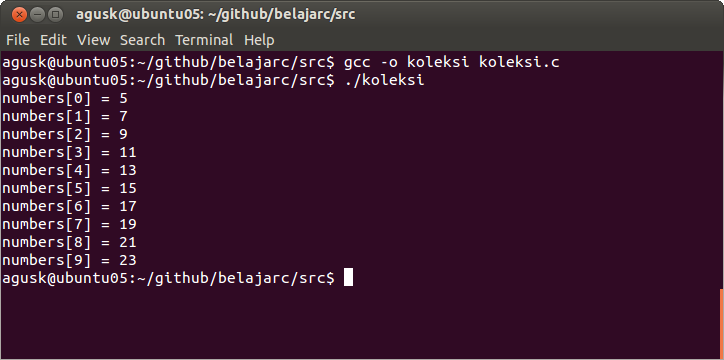 agusk@ubuntu05: ~/github/belajarc/src
File Edit View Search Terminal Help
agusk@ubuntu05:~/github/belajarc/src$ gcc -o koleksi koleksi.c
agusk@ubuntu05:~/github/belajarc/src$ ./koleksi
numbers[0] = 5
numbers[1] = 7
numbers[2] = 9
numbers[3] = 11
numbers[4] = 13
numbers[5] = 15
numbers[6] = 17
numbers[7] = 19
numbers[8] = 21
numbers[9] = 23
agusk@ubuntu05:~/github/belajarc/src$